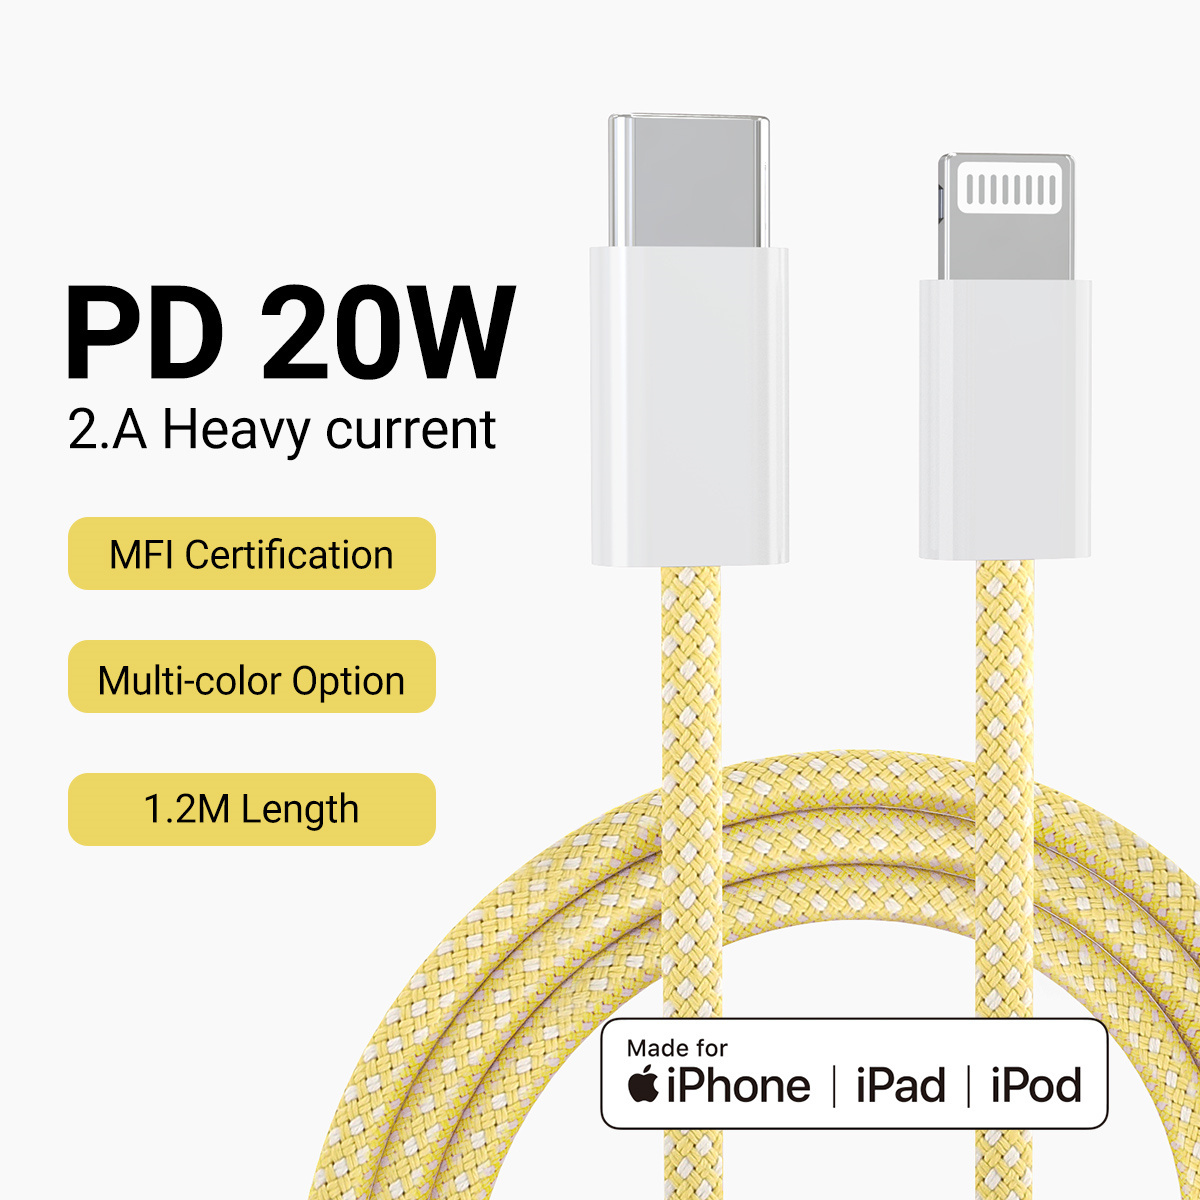 PD 20W
2.A Heavy current
MFI Certification
Multi-color Option
1.2M Length
Made for
iPhone | iPad | iPod